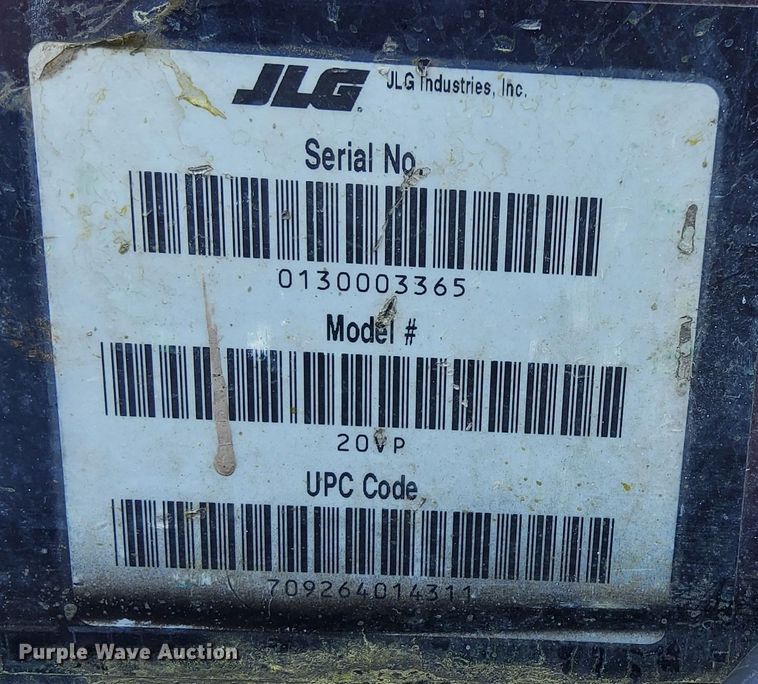 JLG JLG Industries, Inc.
Serial No.
0130003365
Model #
20VP
UPC Code
709264014311
Purple Wave Auction